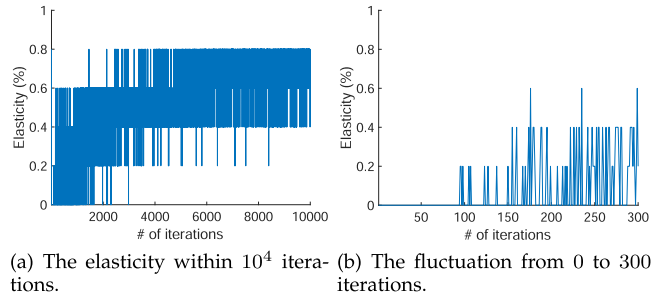 1
0.8
0.6
0.4
0.2
0
Elasticity (%)
2000 4000 6000 8000 10000
# of iterations
(a) The elasticity within 10⁴ itera-
tions.
1
0.8
0.6
0.4
0.2
0
Elasticity (%)
50 100 150 200 250 300
# of iterations
(b) The fluctuation from 0 to 300
iterations.